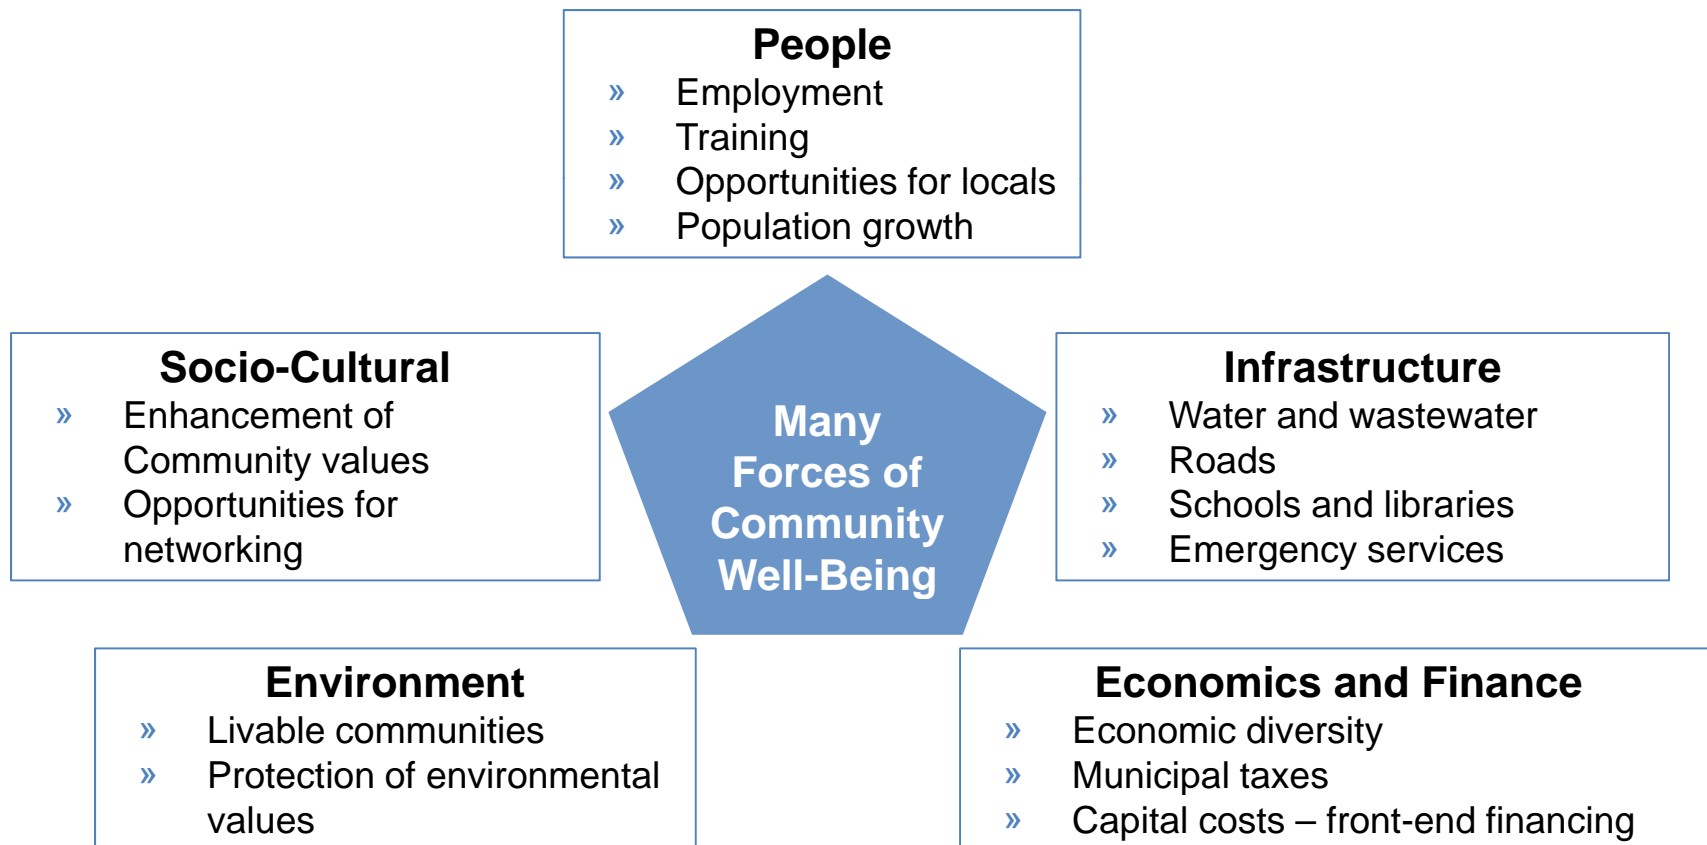 People
» Employment
» Training
» Opportunities for locals
» Population growth
Socio-Cultural
» Enhancement of
Community values
» Opportunities for
networking
Many
Forces of
Community
Well-Being
Infrastructure
» Water and wastewater
» Roads
» Schools and libraries
» Emergency services
Environment
» Livable communities
» Protection of environmental
values
Economics and Finance
» Economic diversity
» Municipal taxes
» Capital costs – front-end financing